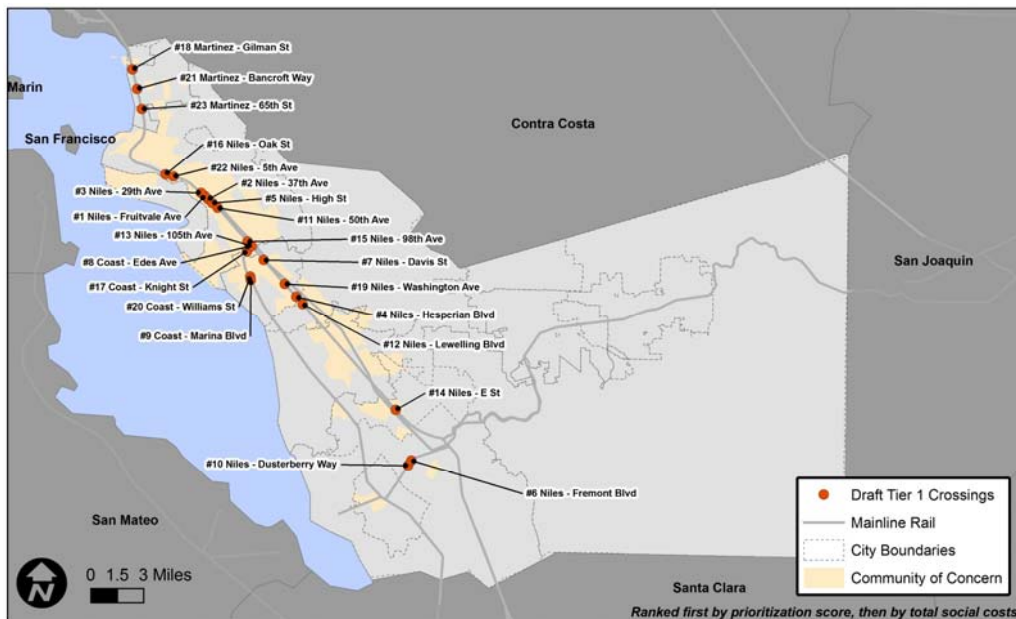 #18 Martinez - Gilman St
#21 Martinez - Bancroft Way
Marin
#23 Martinez - 65th St
Contra Costa
San Francisco
#16 Niles - Oak St
#22 Niles - 5th Ave
#3 Niles - 29th Ave
#2 Niles - 37th Ave
#5 Niles - High St
#1 Niles - Fruitvale Ave
#11 Niles - 50th Ave
#13 Niles - 105th Ave
#15 Niles - 98th Ave
#8 Coast - Edes Ave
#7 Niles - Davis St
San Joaquin
#17 Coast - Knight St
#19 Niles - Washington Ave
#20 Coast - Williams St
#4 Niles - Hesperian Blvd
#9 Coast - Marina Blvd
#12 Niles - Lewelling Blvd
#14 Niles - E St
#10 Niles - Dusterberry Way
#6 Niles - Fremont Blvd
San Mateo
Draft Tier 1 Crossings
Mainline Rail
City Boundaries
Community of Concern
N
0 1.5 3 Miles
Santa Clara
Ranked first by prioritization score, then by total social costs